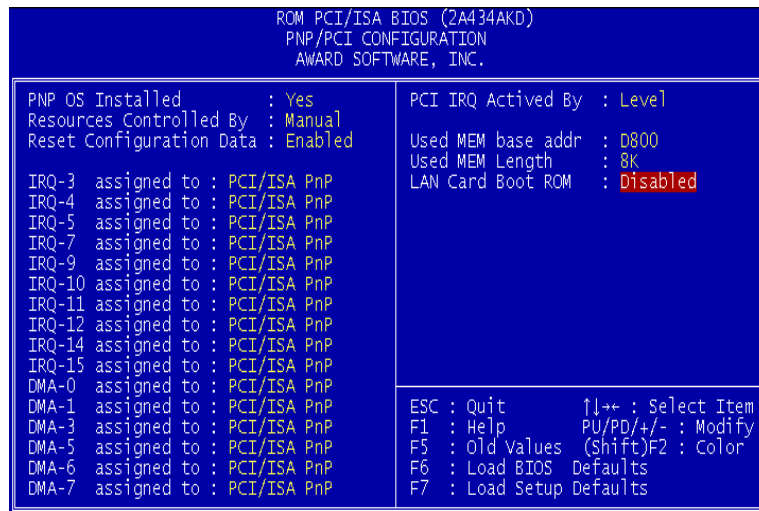 ROM PCI/ISA BIOS (2A434AKD)
PNP/PCI CONFIGURATION
AWARD SOFTWARE, INC.
PNP OS Installed : Yes
Resources Controlled By : Manual
Reset Configuration Data : Enabled
IRQ-3 assigned to : PCI/ISA PnP
IRQ-4 assigned to : PCI/ISA PnP
IRQ-5 assigned to : PCI/ISA PnP
IRQ-7 assigned to : PCI/ISA PnP
IRQ-9 assigned to : PCI/ISA PnP
IRQ-10 assigned to : PCI/ISA PnP
IRQ-11 assigned to : PCI/ISA PnP
IRQ-12 assigned to : PCI/ISA PnP
IRQ-14 assigned to : PCI/ISA PnP
IRQ-15 assigned to : PCI/ISA PnP
DMA-0 assigned to : PCI/ISA PnP
DMA-1 assigned to : PCI/ISA PnP
DMA-3 assigned to : PCI/ISA PnP
DMA-5 assigned to : PCI/ISA PnP
DMA-6 assigned to : PCI/ISA PnP
DMA-7 assigned to : PCI/ISA PnP
PCI IRQ Actived By : Level
Used MEM base addr : D800
Used MEM Length : 8K
LAN Card Boot ROM : Disabled
ESC : Quit ↑↓→← : Select Item
F1 : Help PU/PD/+/- : Modify
F5 : Old Values (Shift)F2 : Color
F6 : Load BIOS Defaults
F7 : Load Setup Defaults